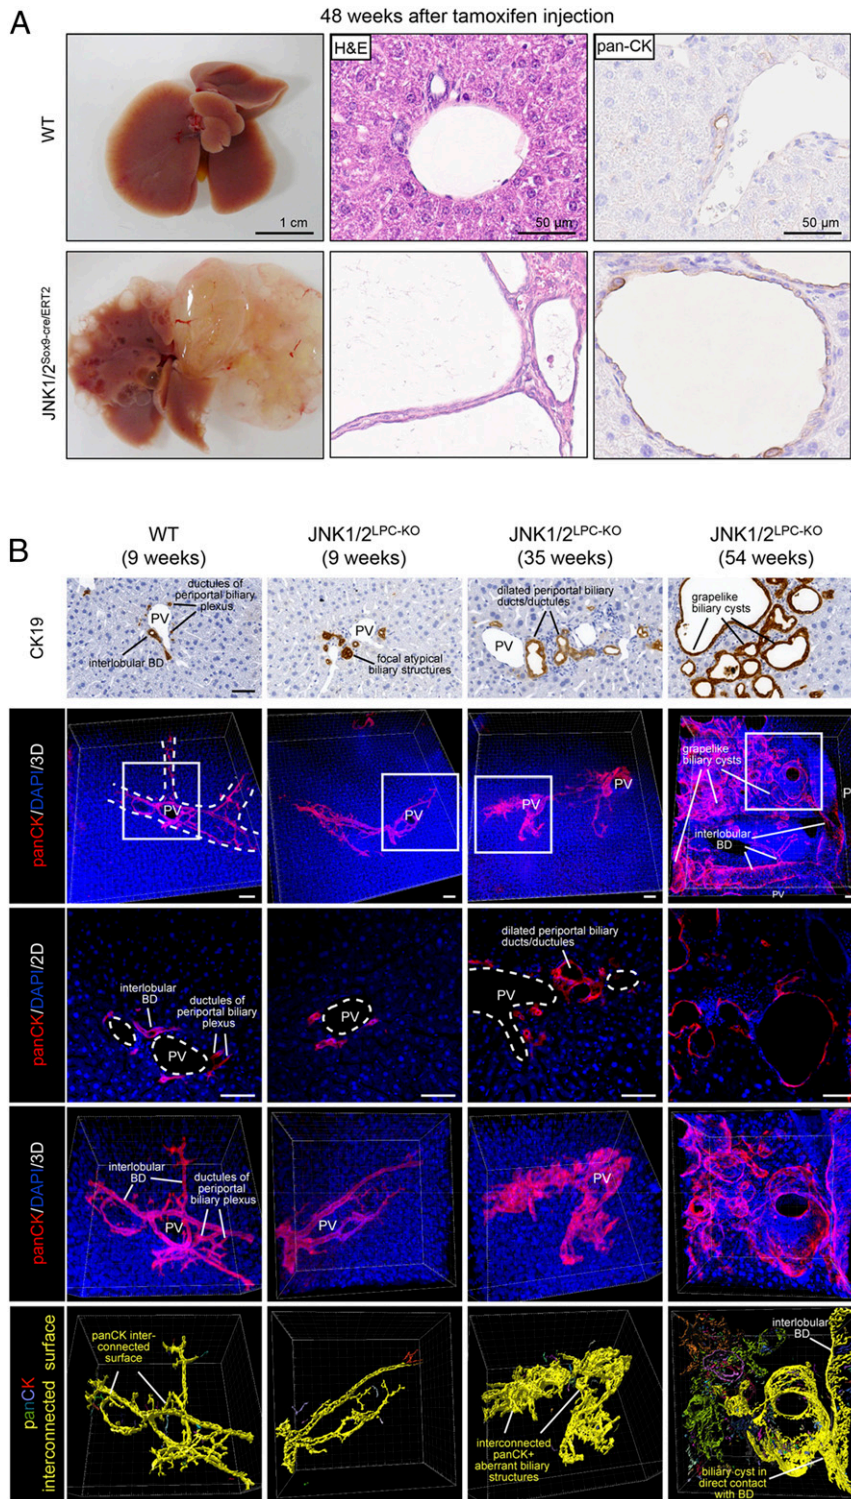 A
48 weeks after tamoxifen injection
WT
H&E
pan-CK
1 cm
50 µm
50 µm
JNK1/2Sox9-cre/ERT2
B
WT
(9 weeks)
JNK1/2LPC-KO
(9 weeks)
JNK1/2LPC-KO
(35 weeks)
JNK1/2LPC-KO
(54 weeks)
CK19
ductules of
periportal biliary
plexus
PV
interlobular BD
PV
focal atypical
biliary structures
dilated periportal biliary
ducts/ductules
PV
grapelike
biliary cysts
panCK/DAPI/3D
PV
PV
PV
grapelike
biliary cysts
interlobular
BD
P
PV
panCK/DAPI/2D
interlobular
BD
ductules of
periportal biliary
plexus
PV
PV
dilated periportal biliary
ducts/ductules
PV
panCK/DAPI/3D
interlobular
BD
ductules of
periportal
biliary plexus
PV
PV
PV
panCK
interconnected surface
panCK inter-
connected
surface
interconnected
panCK+
aberrant biliary
structures
interlobular
BD
biliary cyst in
direct contact
with BD